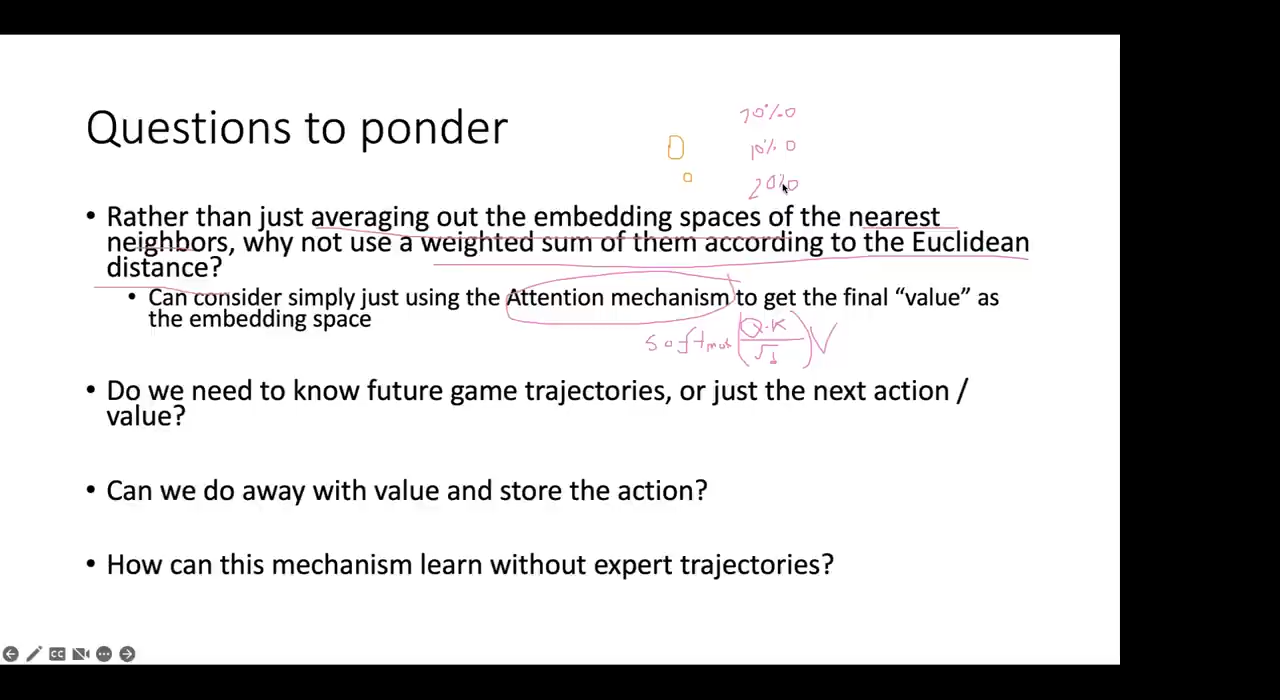 Questions to ponder
70% 0
10% 0
20% 0
• Rather than just averaging out the embedding spaces of the nearest
neighbors, why not use a weighted sum of them according to the Euclidean
distance?
• Can consider simply just using the Attention mechanism to get the final “value” as
the embedding space
softmax (Q·K / √d) V
• Do we need to know future game trajectories, or just the next action /
value?
• Can we do away with value and store the action?
• How can this mechanism learn without expert trajectories?
CC